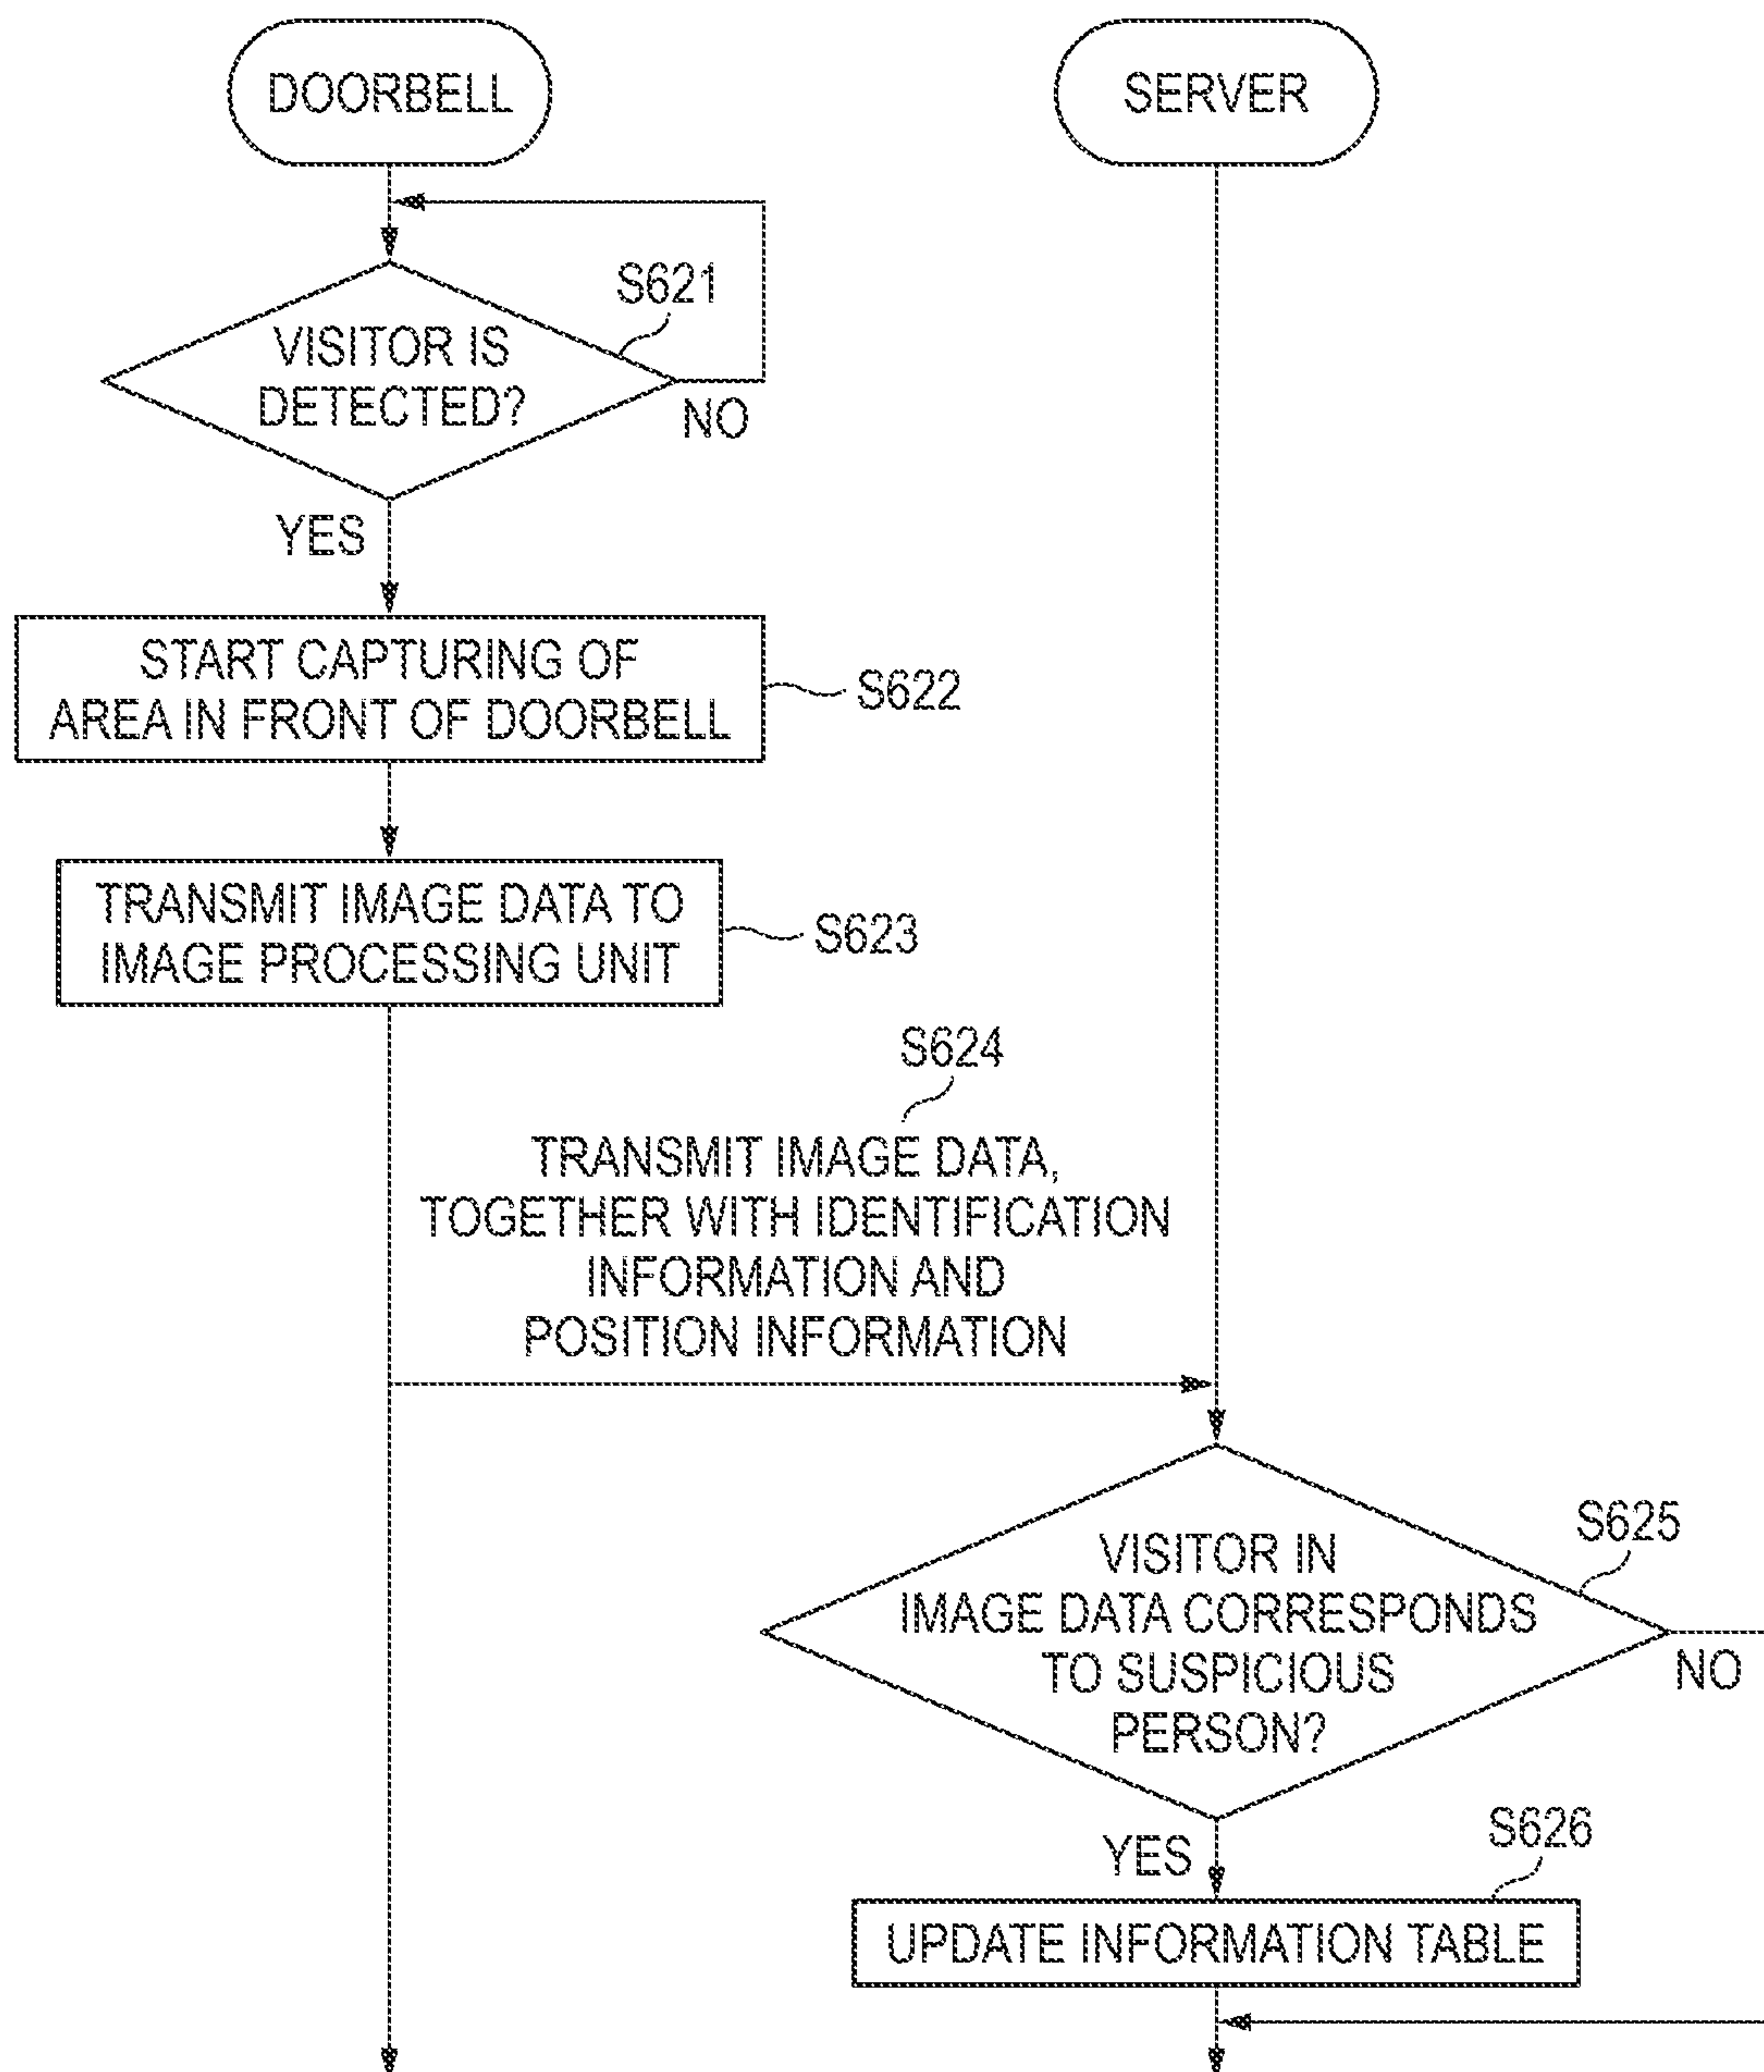 DOORBELL
SERVER
S621
VISITOR IS
DETECTED?
NO
YES
START CAPTURING OF
AREA IN FRONT OF DOORBELL
S622
TRANSMIT IMAGE DATA TO
IMAGE PROCESSING UNIT
S623
S624
TRANSMIT IMAGE DATA,
TOGETHER WITH IDENTIFICATION
INFORMATION AND
POSITION INFORMATION
S625
VISITOR IN
IMAGE DATA CORRESPONDS
TO SUSPICIOUS
PERSON?
NO
YES
S626
UPDATE INFORMATION TABLE